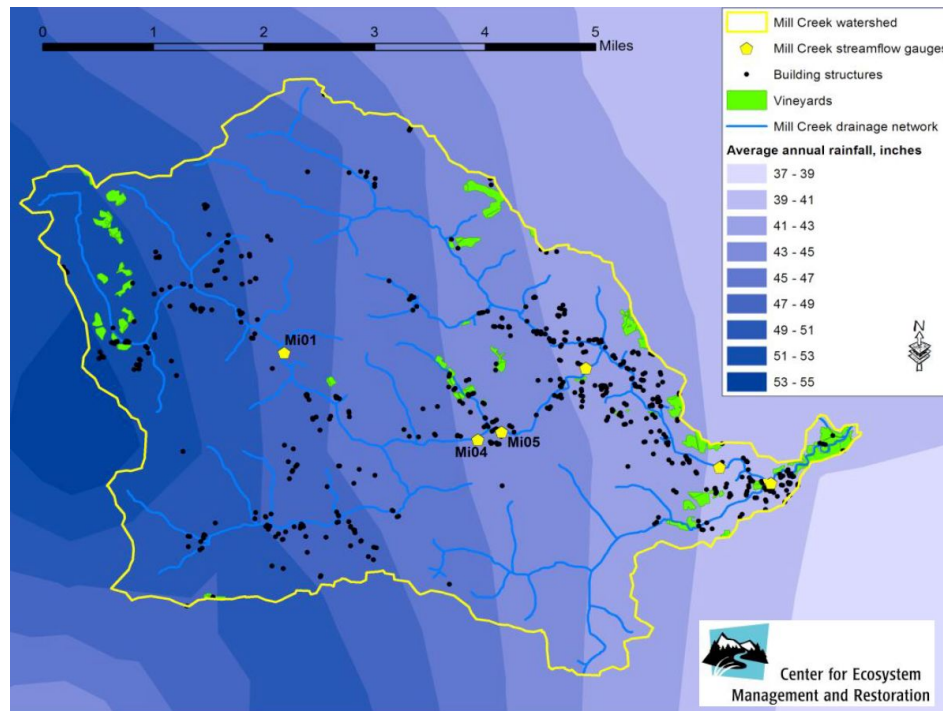 0 1 2 3 4 5
Miles
Mill Creek watershed
Mill Creek streamflow gauges
Building structures
Vineyards
Mill Creek drainage network
Average annual rainfall, inches
37 - 39
39 - 41
41 - 43
43 - 45
45 - 47
47 - 49
49 - 51
51 - 53
53 - 55
N
Mi01
Mi04
Mi05
Center for Ecosystem
Management and Restoration